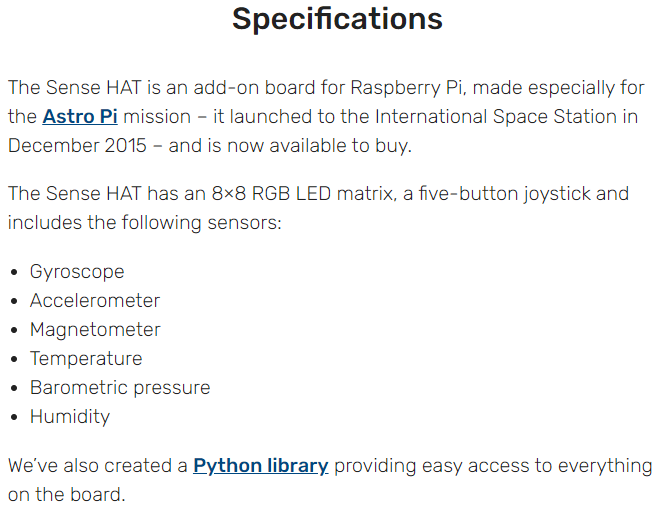 Specifications
The Sense HAT is an add-on board for Raspberry Pi, made especially for
the Astro Pi mission – it launched to the International Space Station in
December 2015 – and is now available to buy.
The Sense HAT has an 8×8 RGB LED matrix, a five-button joystick and
includes the following sensors:
• Gyroscope
• Accelerometer
• Magnetometer
• Temperature
• Barometric pressure
• Humidity
We’ve also created a Python library providing easy access to everything
on the board.